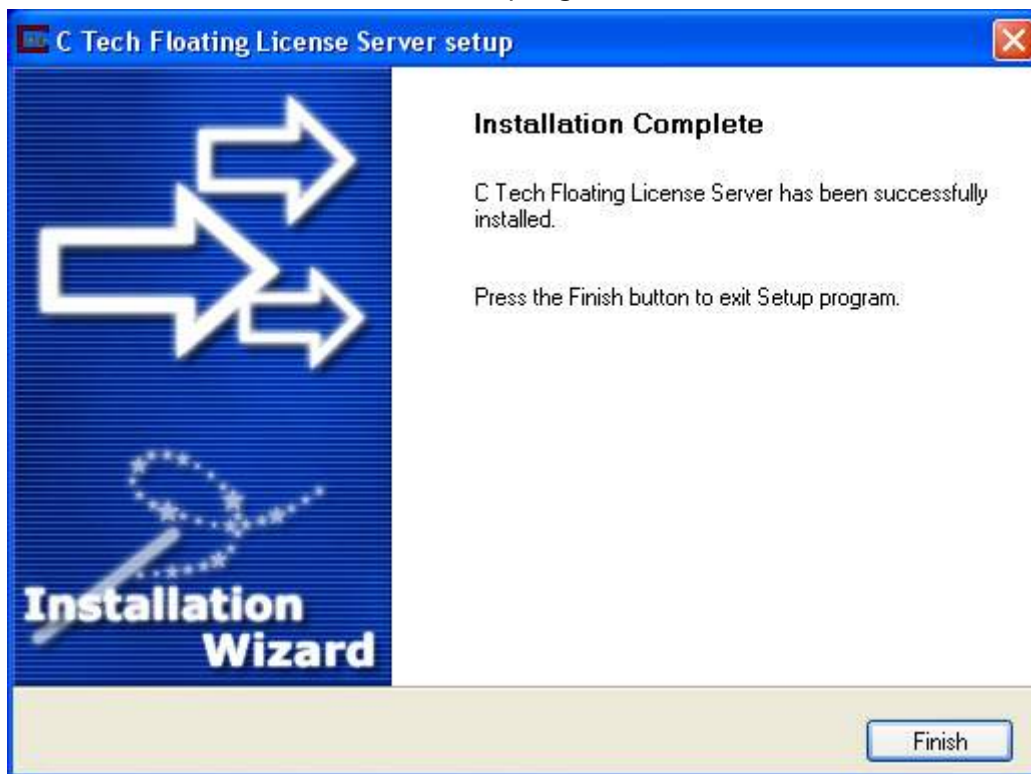 C Tech Floating License Server setup
Installation Complete
C Tech Floating License Server has been successfully
installed.
Press the Finish button to exit Setup program.
Installation
Wizard
Finish